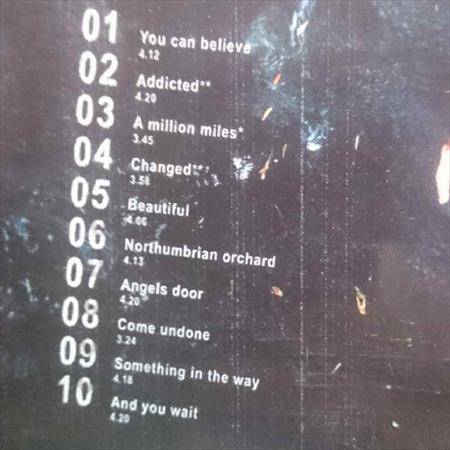 01 You can believe
4.12
02 Addicted**
4.20
03 A million miles*
3.45
04 Changed***
3.58
05 Beautiful
4.06
06 Northumbrian orchard
4.13
07 Angels door
4.20
08 Come undone
3.24
09 Something in the way
4.18
10 And you wait
4.20